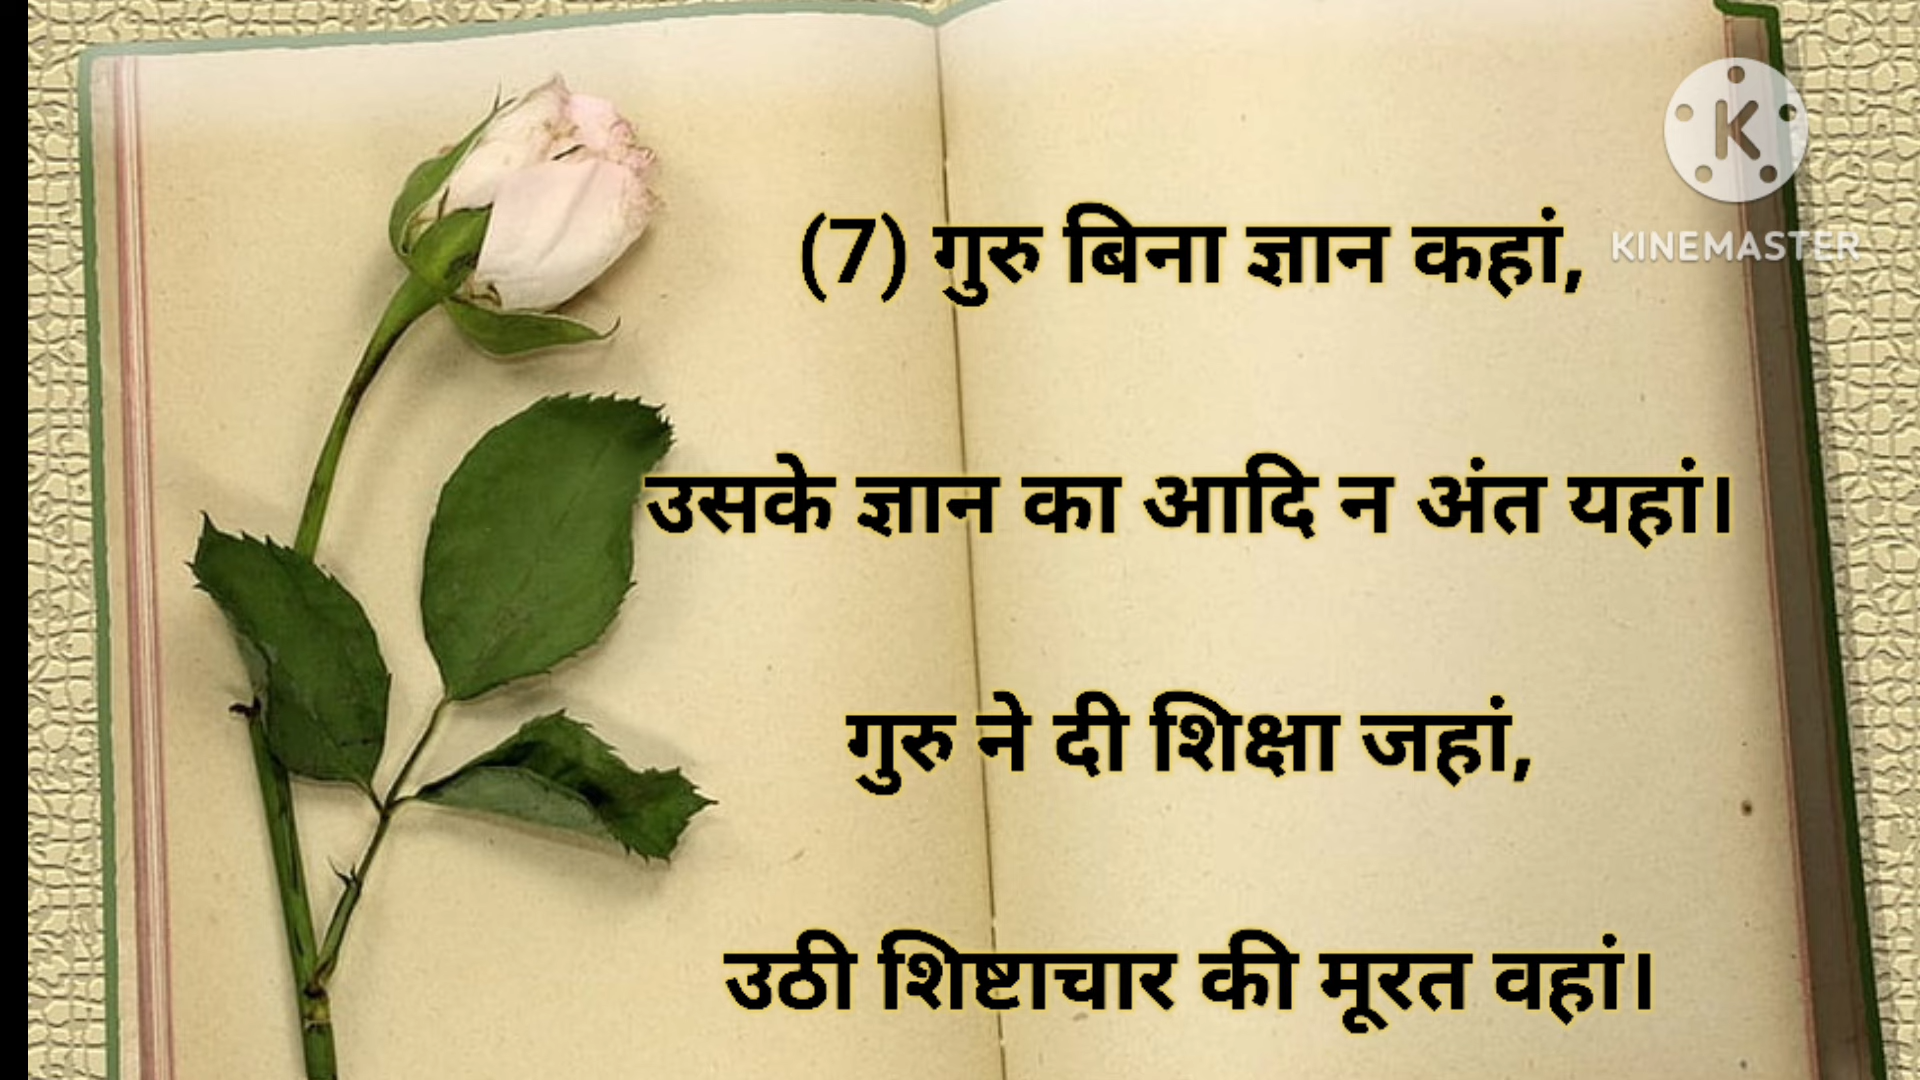 (7) गुरु बिना ज्ञान कहां,
KINEMASTER
उसके ज्ञान का आदि न अंत यहां।
गुरु ने दी शिक्षा जहां,
उठी शिष्टाचार की मूरत वहां।